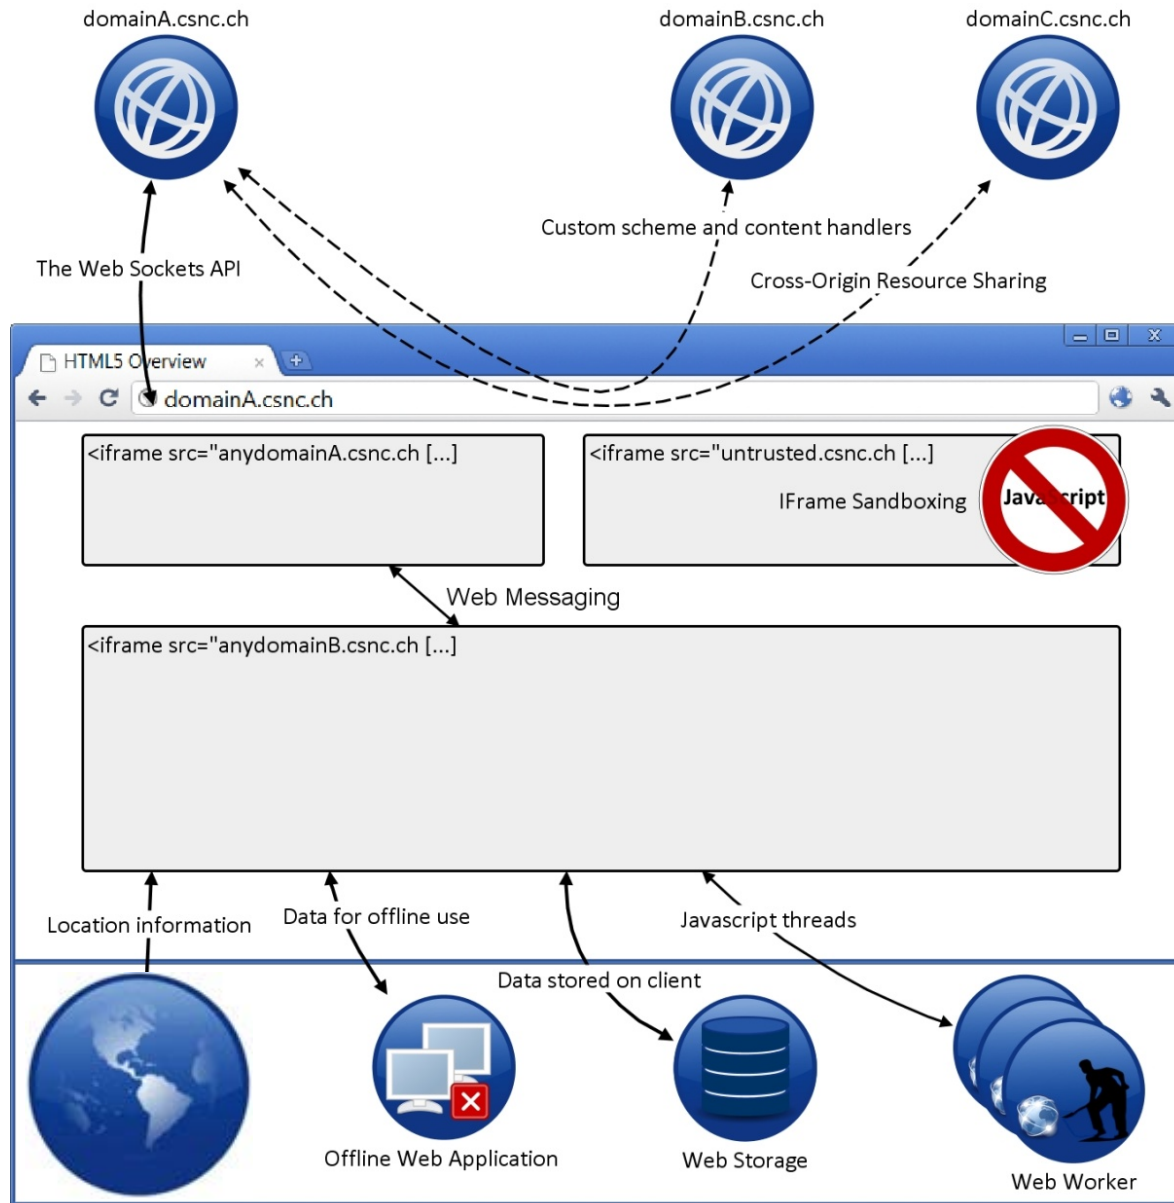 domainA.csnc.ch
domainB.csnc.ch
domainC.csnc.ch
Custom scheme and content handlers
The Web Sockets API
Cross-Origin Resource Sharing
HTML5 Overview
domainA.csnc.ch
<iframe src="anydomainA.csnc.ch [...]
<iframe src="untrusted.csnc.ch [...]
IFrame Sandboxing
JavaScript
Web Messaging
<iframe src="anydomainB.csnc.ch [...]
Location information
Data for offline use
Javascript threads
Data stored on client
Offline Web Application
Web Storage
Web Worker